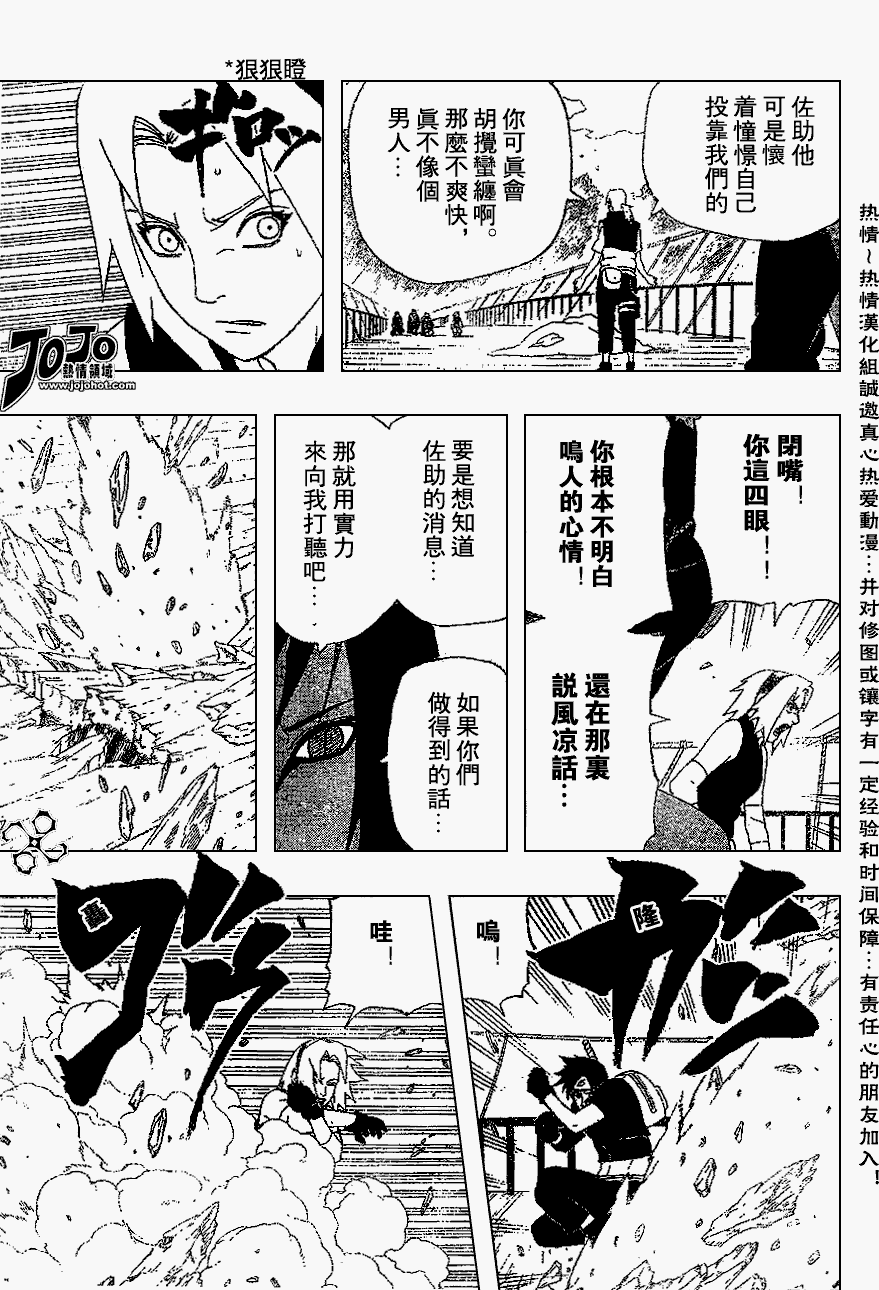 佐助他
可是懷
着憧憬自己
投靠我們的
你可真會
胡攪蠻纏啊。
那麼不爽快，
真不像個
男人…
*狠狠瞪
ギロッ
閉嘴！
你這四眼！！
你根本不明白
鳴人的心情！
還在那裏
說風凉話…
要是想知道
佐助的消息…
那就用實力
來向我打聽吧…
如果你們
做得到的話…
嗚！
隆
哇！
轟
JOJO
熱情領域
www.jojohot.com
热情～热情漢化組誠邀真心热爱動漫…并对修图或镶字有一定经验和时间保障…有责任心的朋友加入！